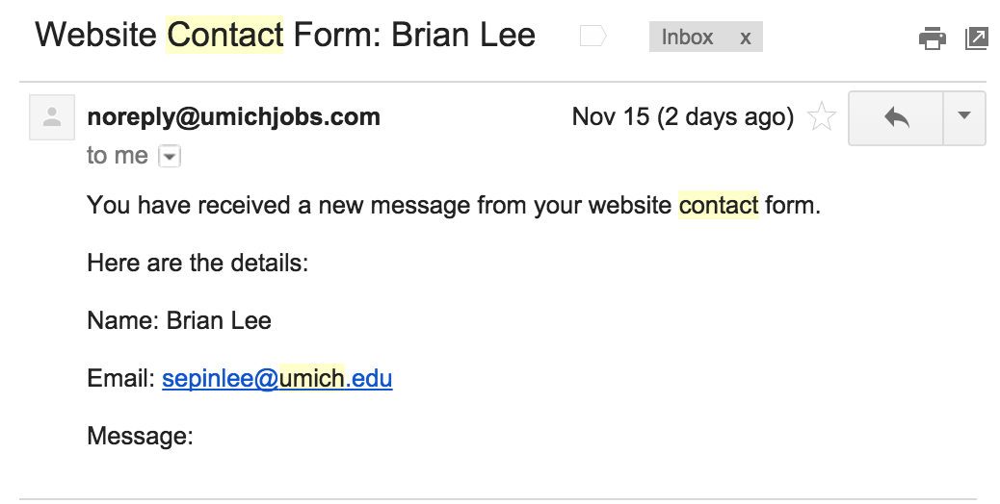 Website Contact Form: Brian Lee
Inbox x
noreply@umichjobs.com
Nov 15 (2 days ago)
to me
You have received a new message from your website contact form.
Here are the details:
Name: Brian Lee
Email: sepinlee@umich.edu
Message: